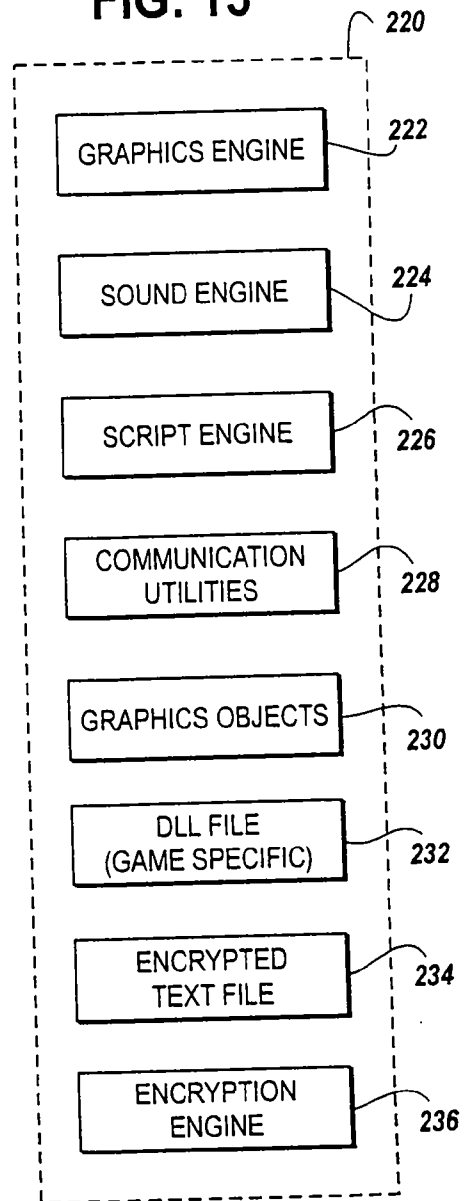 FIG. 15
220
GRAPHICS ENGINE
222
SOUND ENGINE
224
SCRIPT ENGINE
226
COMMUNICATION
UTILITIES
228
GRAPHICS OBJECTS
230
DLL FILE
(GAME SPECIFIC)
232
ENCRYPTED
TEXT FILE
234
ENCRYPTION
ENGINE
236